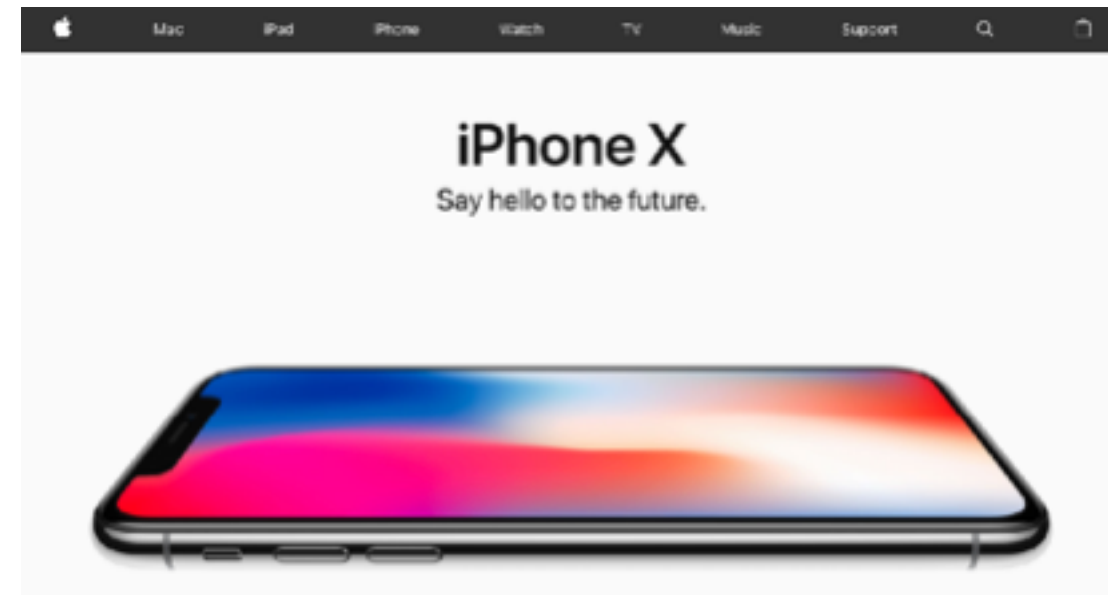 Mac iPad iPhone Watch TV Music Support
iPhone X
Say hello to the future.